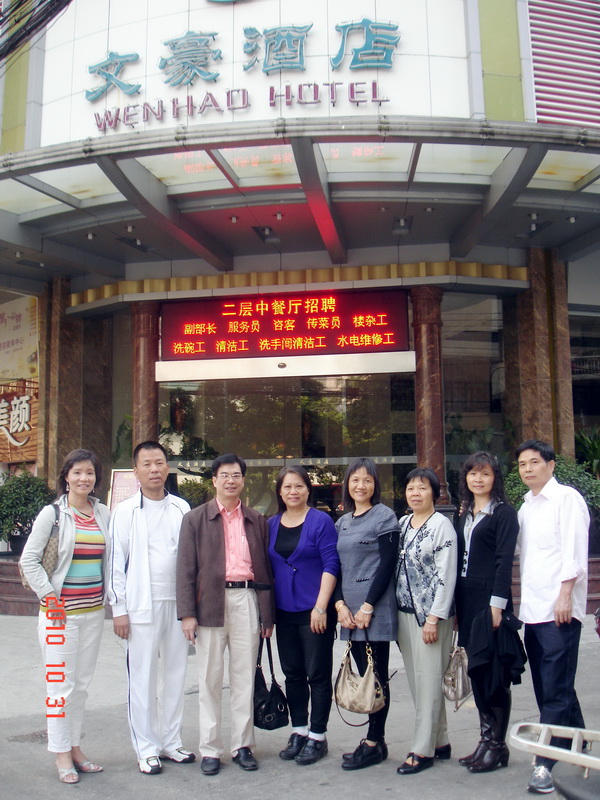 文豪酒店
WENHAO HOTEL
二层中餐厅招聘
副部长 服务员 咨客 传菜员 楼杂工
洗碗工 清洁工 洗手间清洁工 水电维修工
美颜
2010 10 31